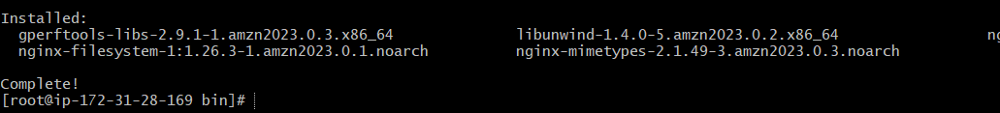 Installed:
gperftools-libs-2.9.1-1.amzn2023.0.3.x86_64 libunwind-1.4.0-5.amzn2023.0.2.x86_64
nginx-filesystem-1:1.26.3-1.amzn2023.0.1.noarch nginx-mimetypes-2.1.49-3.amzn2023.0.3.noarch
Complete!
[root@ip-172-31-28-169 bin]#